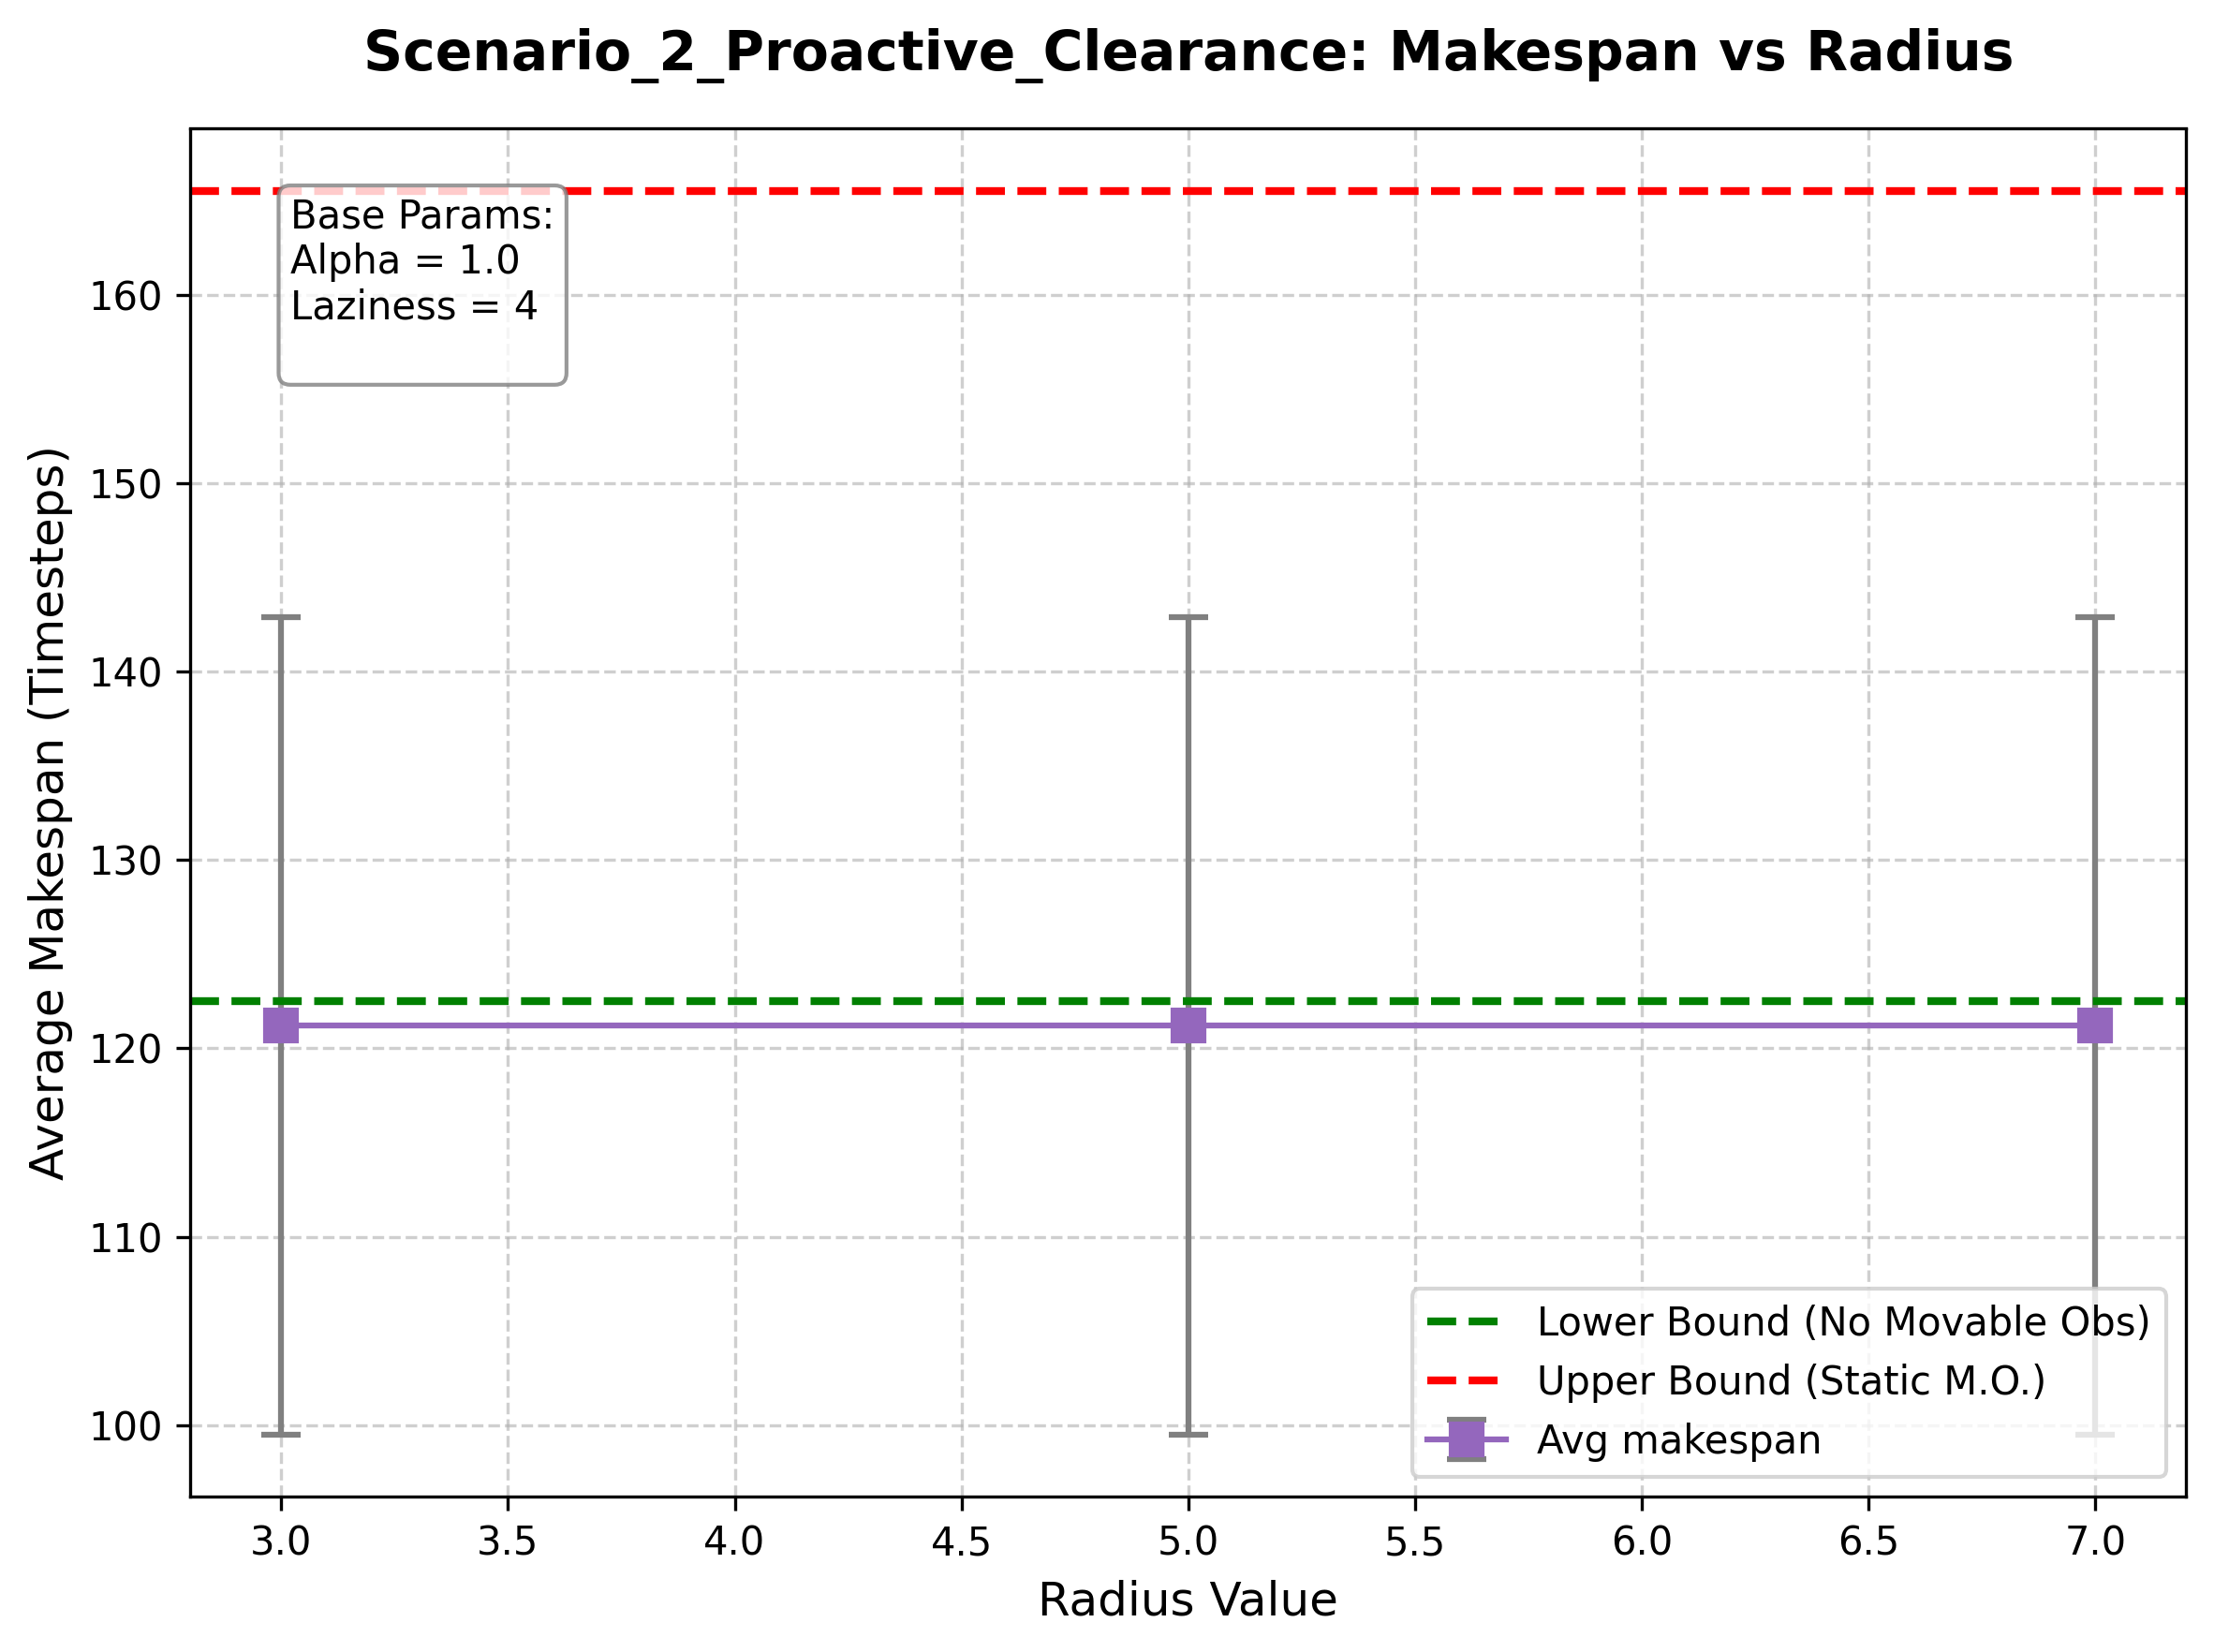 Scenario_2_Proactive_Clearance: Makespan vs Radius
Base Params:
Alpha = 1.0
Laziness = 4
Average Makespan (Timesteps)
160
150
140
130
120
110
100
Lower Bound (No Movable Obs)
Upper Bound (Static M.O.)
Avg makespan
3.0 3.5 4.0 4.5 5.0 5.5 6.0 6.5 7.0
Radius Value